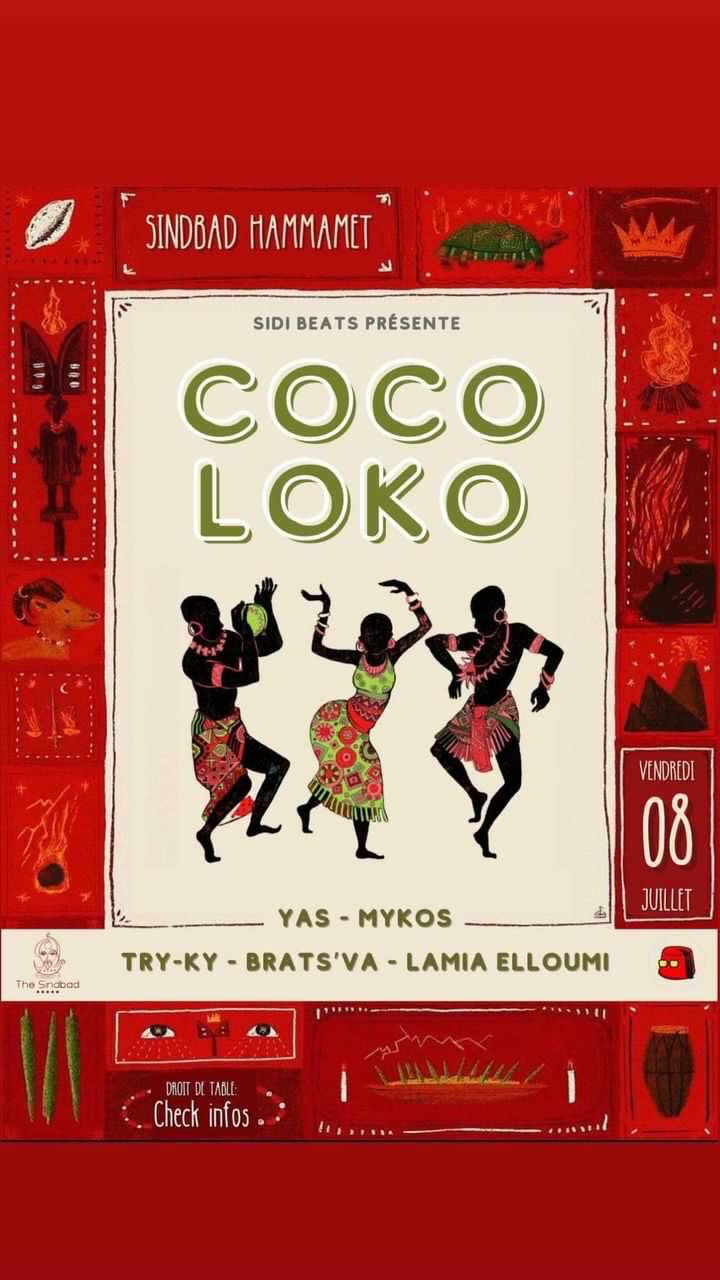 SINDBAD HAMMAMET
SIDI BEATS PRÉSENTE
COCO
LOKO
VENDREDI
08
JUILLET
YAS - MYKOS
TRY-KY - BRATS'VA - LAMIA ELLOUMI
The Sindbad
DROIT DE TABLE:
Check infos